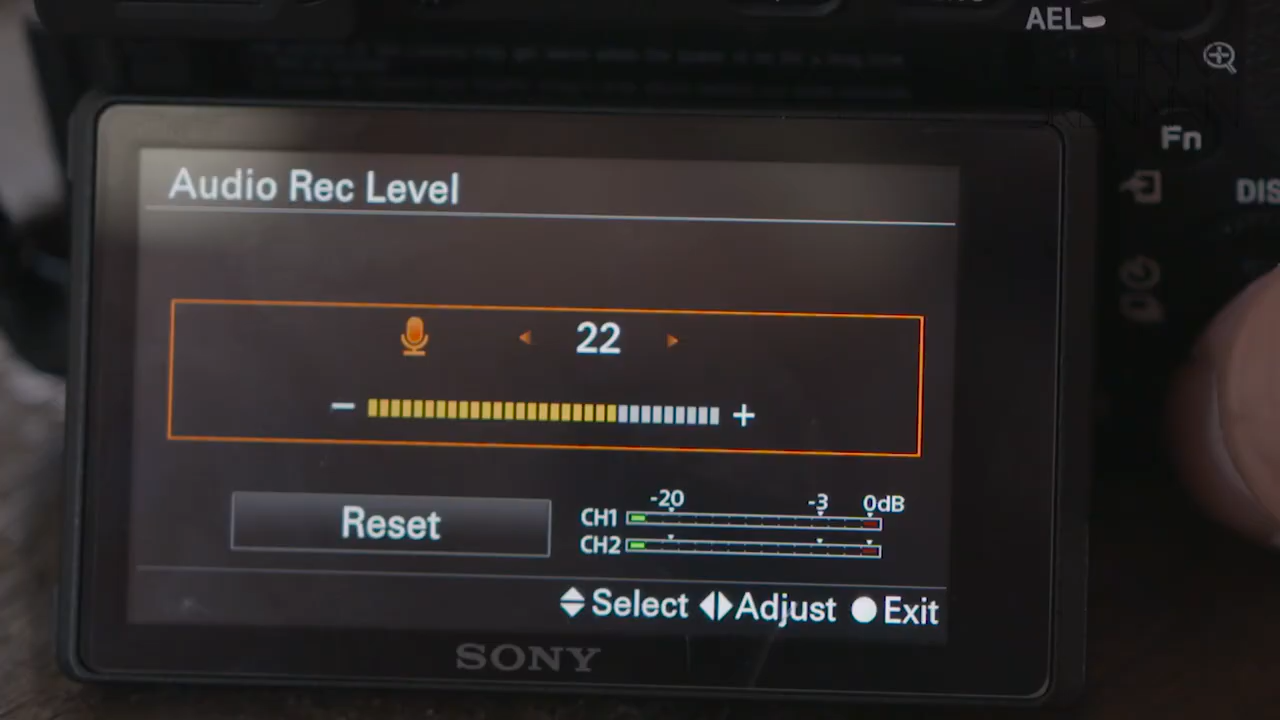 AEL
Fn
DIS
Audio Rec Level
22
− +
Reset
-20 -3 0dB
CH1
CH2
Select Adjust Exit
SONY